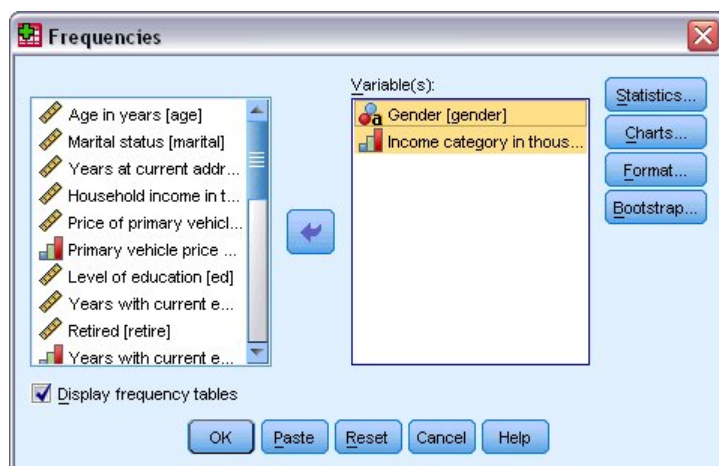 Frequencies
Variable(s):
Age in years [age]
Marital status [marital]
Years at current addr...
Household income in t...
Price of primary vehicl...
Primary vehicle price ...
Level of education [ed]
Years with current e...
Retired [retire]
Years with current e...
a Gender [gender]
Income category in thous...
Statistics...
Charts...
Format...
Bootstrap...
Display frequency tables
OK Paste Reset Cancel Help